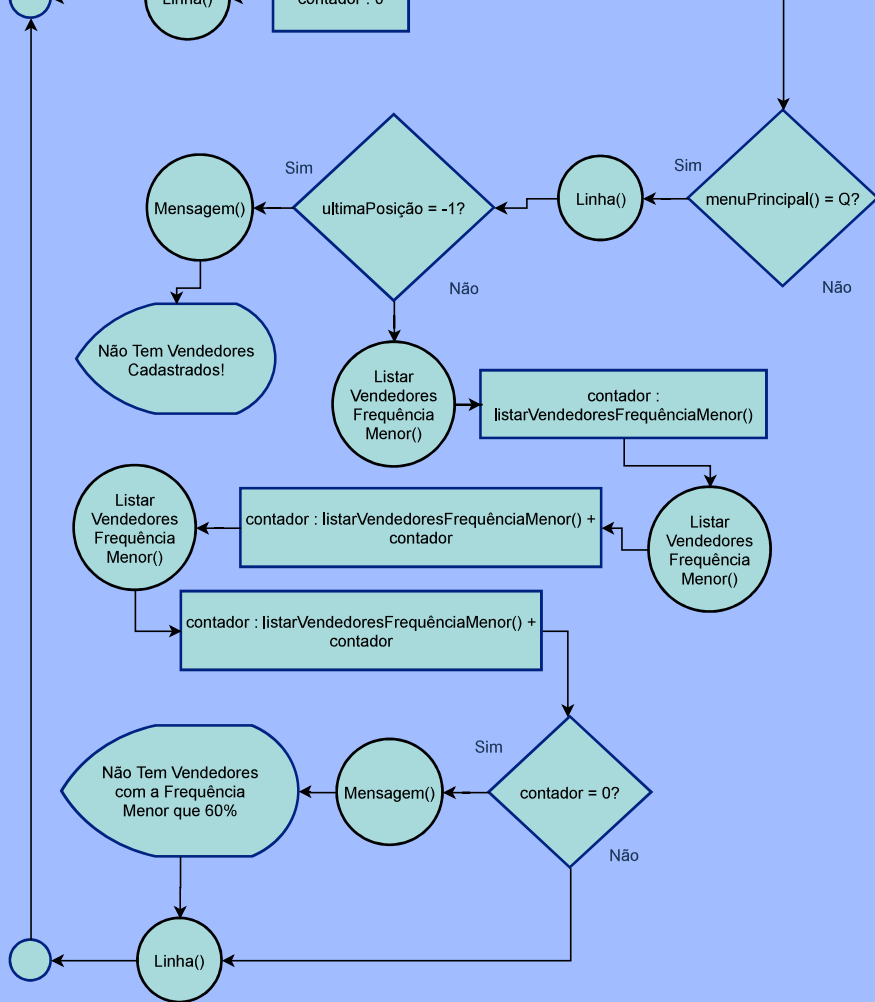 Linha()
contador : 0
Sim
Sim
Mensagem()
ultimaPosição = -1?
Linha()
menuPrincipal() = Q?
Não
Não
Não Tem Vendedores
Cadastrados!
Listar
Vendedores
Frequência
Menor()
contador :
listarVendedoresFrequênciaMenor()
Listar
Vendedores
Frequência
Menor()
contador : listarVendedoresFrequênciaMenor() +
contador
Listar
Vendedores
Frequência
Menor()
contador : listarVendedoresFrequênciaMenor() +
contador
Sim
Não Tem Vendedores
com a Frequência
Menor que 60%
Mensagem()
contador = 0?
Não
Linha()